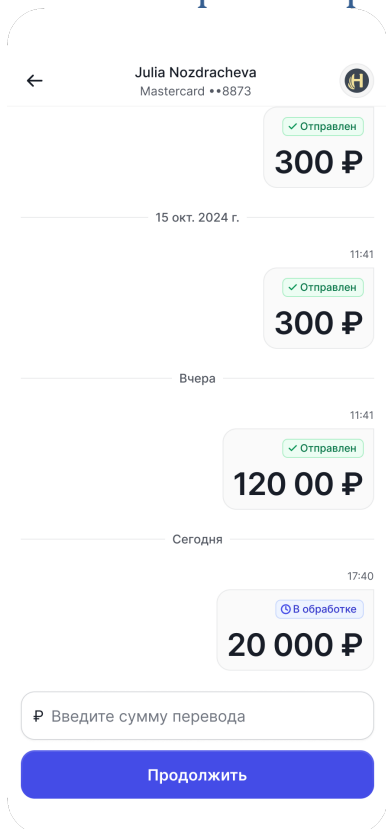 Julia Nozdracheva
Mastercard ••8873
H
Отправлен
300 ₽
15 окт. 2024 г.
11:41
Отправлен
300 ₽
Вчера
11:41
Отправлен
120 00 ₽
Сегодня
17:40
В обработке
20 000 ₽
₽ Введите сумму перевода
Продолжить